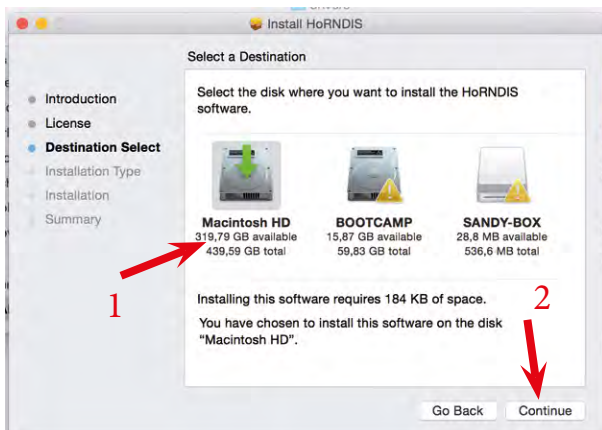 Install HoRNDIS
Select a Destination
Introduction
License
Destination Select
Installation Type
Installation
Summary
Select the disk where you want to install the HoRNDIS
software.
Macintosh HD
319,79 GB available
439,59 GB total
BOOTCAMP
15,87 GB available
59,83 GB total
SANDY-BOX
28,8 MB available
536,6 MB total
1
Installing this software requires 184 KB of space.
You have chosen to install this software on the disk
“Macintosh HD”.
2
Go Back
Continue